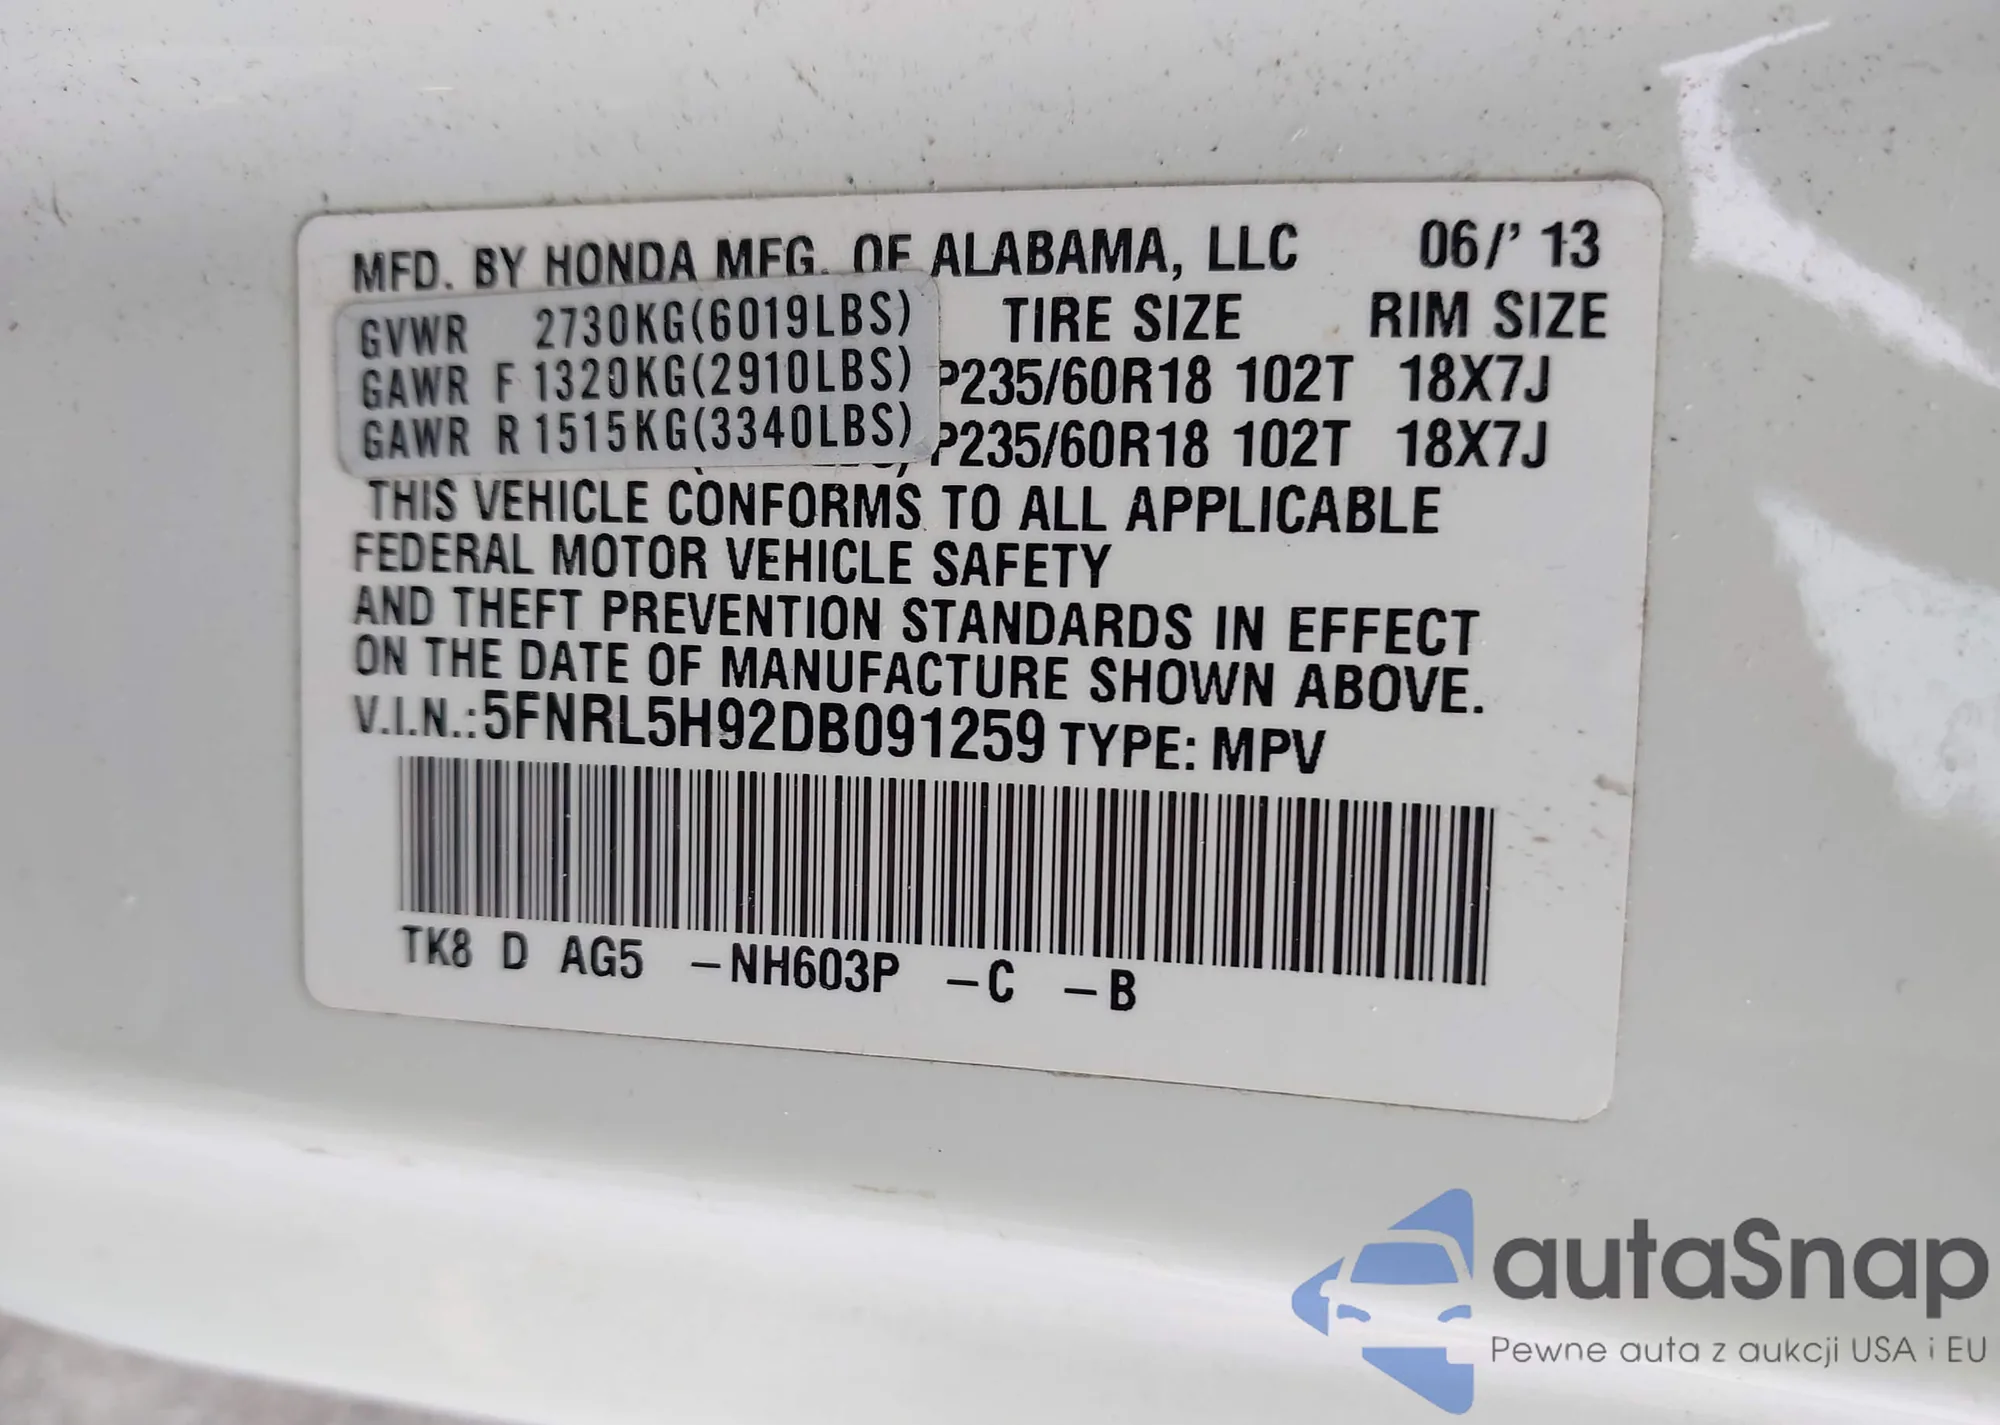 MFD. BY HONDA MFG. OF ALABAMA, LLC 06/' 13
TIRE SIZE RIM SIZE
GVWR 2730KG(6019LBS)
GAWR F 1320KG(2910LBS) P235/60R18 102T 18X7J
GAWR R 1515KG(3340LBS) P235/60R18 102T 18X7J
THIS VEHICLE CONFORMS TO ALL APPLICABLE
FEDERAL MOTOR VEHICLE SAFETY
AND THEFT PREVENTION STANDARDS IN EFFECT
ON THE DATE OF MANUFACTURE SHOWN ABOVE.
V.I.N.:5FNRL5H92DB091259 TYPE: MPV
TK8 D AG5 –NH603P –C –B
autaSnap
Pewne auta z aukcji USA i EU